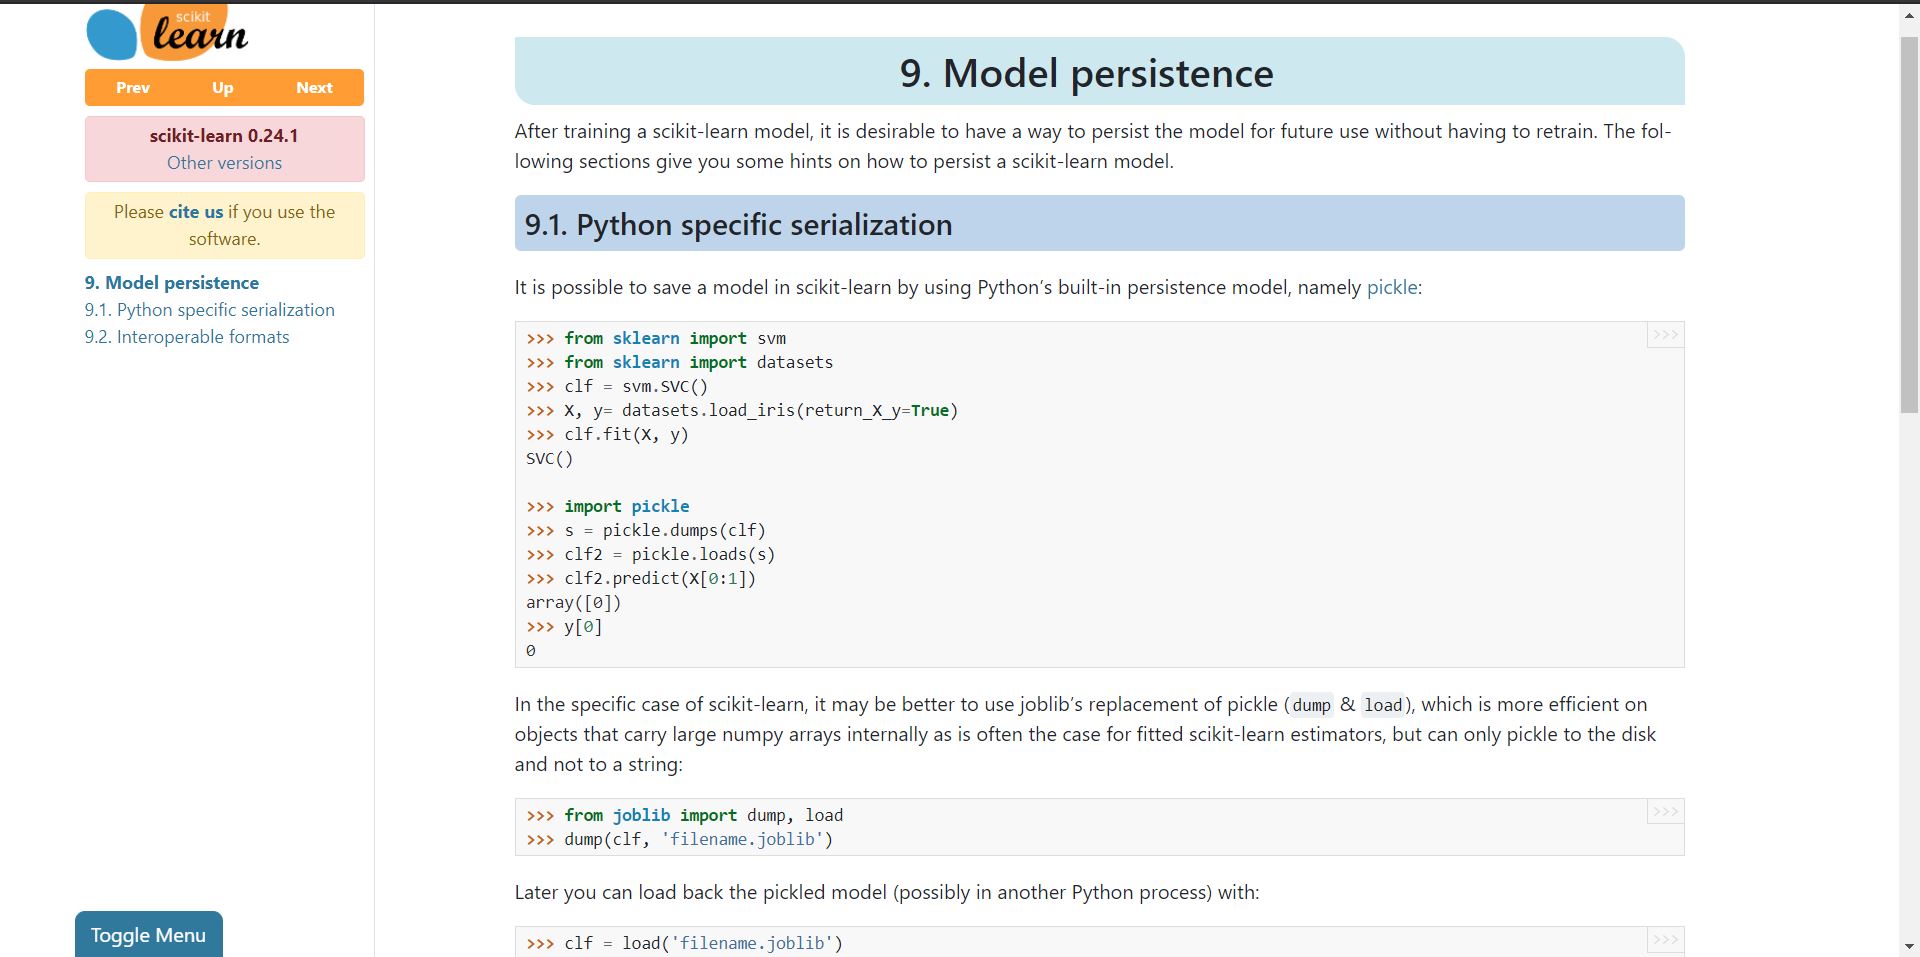 scikit
learn
Prev Up Next
scikit-learn 0.24.1
Other versions
Please cite us if you use the
software.
9. Model persistence
9.1. Python specific serialization
9.2. Interoperable formats
Toggle Menu
9. Model persistence
After training a scikit-learn model, it is desirable to have a way to persist the model for future use without having to retrain. The fol-
lowing sections give you some hints on how to persist a scikit-learn model.
9.1. Python specific serialization
It is possible to save a model in scikit-learn by using Python’s built-in persistence model, namely pickle:
>>>
>>> from sklearn import svm
>>> from sklearn import datasets
>>> clf = svm.SVC()
>>> X, y= datasets.load_iris(return_X_y=True)
>>> clf.fit(X, y)
SVC()
>>> import pickle
>>> s = pickle.dumps(clf)
>>> clf2 = pickle.loads(s)
>>> clf2.predict(X[0:1])
array([0])
>>> y[0]
0
In the specific case of scikit-learn, it may be better to use joblib’s replacement of pickle (dump & load), which is more efficient on
objects that carry large numpy arrays internally as is often the case for fitted scikit-learn estimators, but can only pickle to the disk
and not to a string:
>>>
>>> from joblib import dump, load
>>> dump(clf, 'filename.joblib')
Later you can load back the pickled model (possibly in another Python process) with:
>>>
>>> clf = load('filename.joblib')